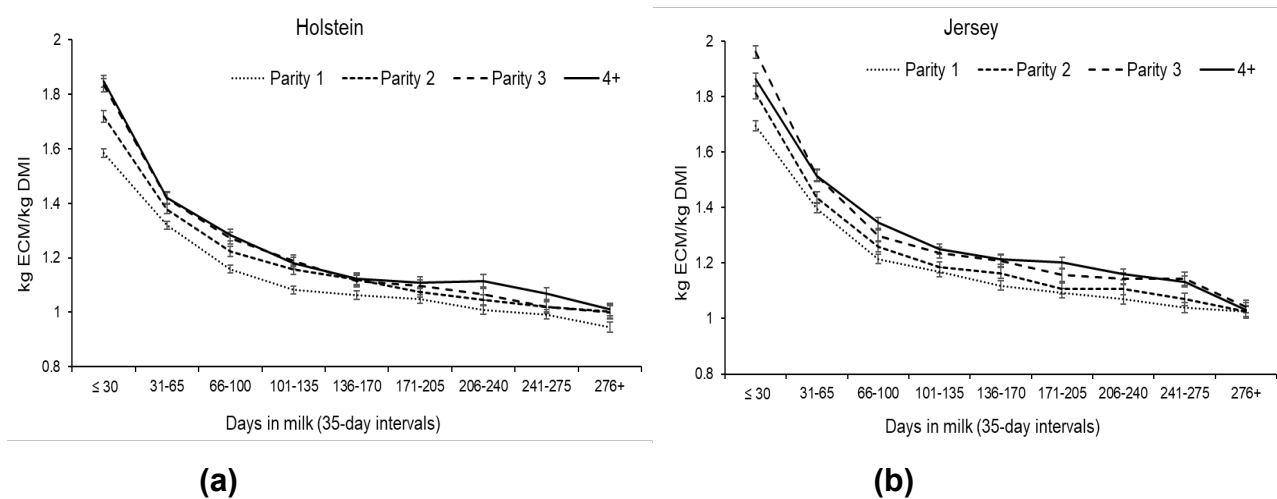 Holstein
2
1.8
1.6
1.4
1.2
1
0.8
kg ECM/kg DMI
Parity 1 Parity 2 Parity 3 4+
≤ 30 31-65 66-100 101-135 136-170 171-205 206-240 241-275 276+
Days in milk (35-day intervals)
(a)
Jersey
2
1.8
1.6
1.4
1.2
1
0.8
kg ECM/kg DMI
Parity 1 Parity 2 Parity 3 4+
≤ 30 31-65 66-100 101-135 136-170 171-205 206-240 241-275 276+
Days in milk (35-day intervals)
(b)